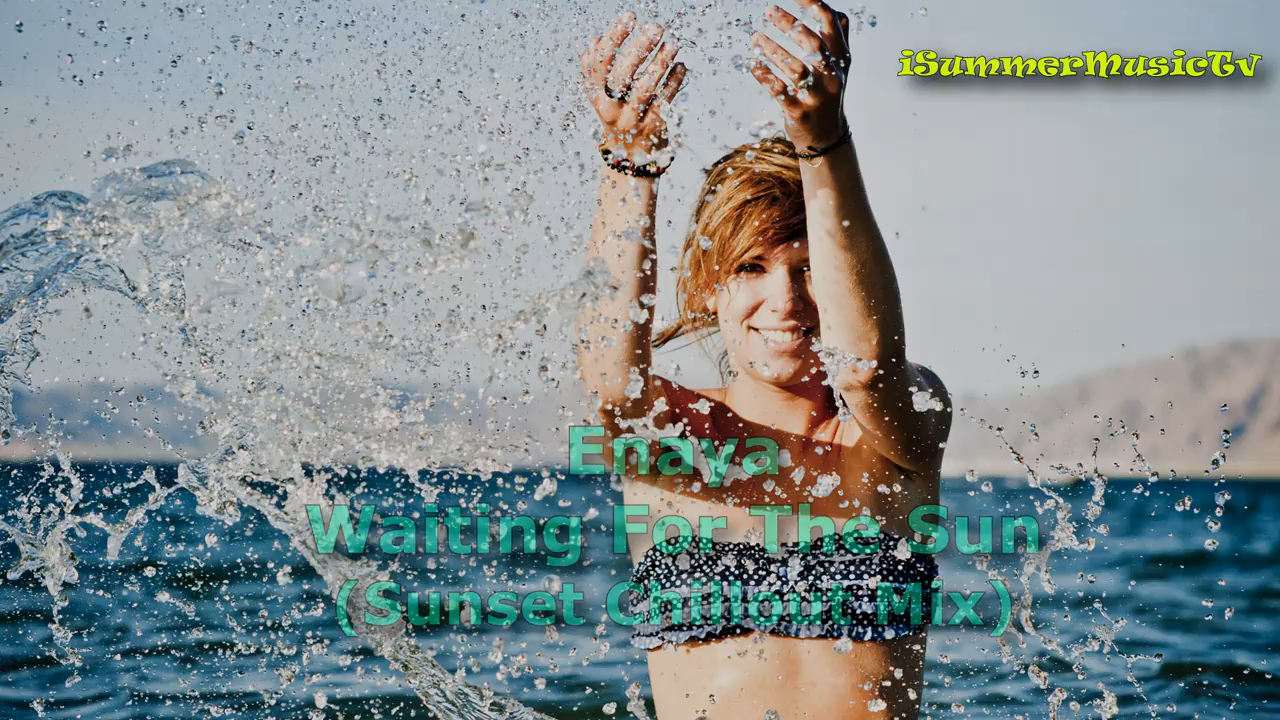 iSummerMusicTv
Enaya
Waiting For The Sun
(Sunset Chillout Mix)